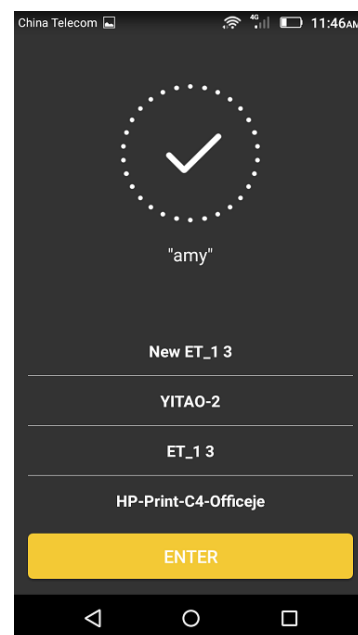 China Telecom 4G 11:46AM
"amy"
New ET_1 3
YITAO-2
ET_1 3
HP-Print-C4-Officeje
ENTER